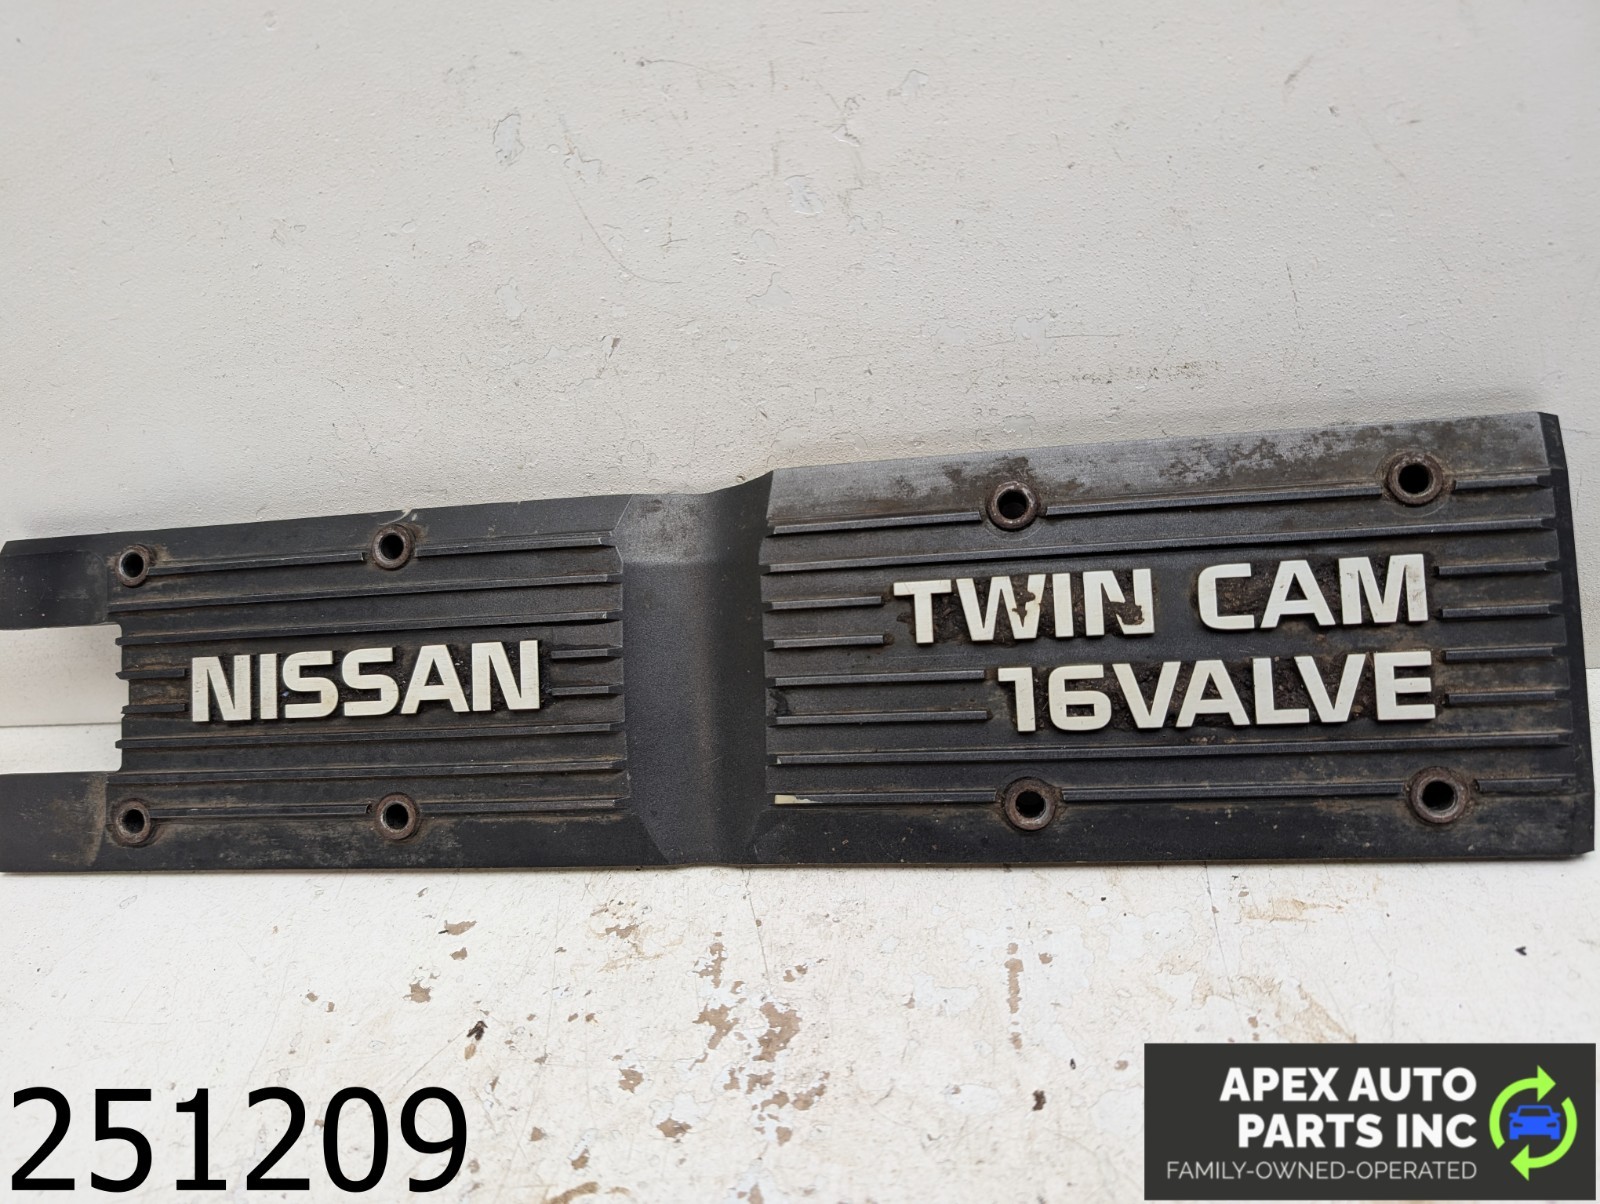 NISSAN
TWIN CAM
16VALVE
251209
APEX AUTO
PARTS INC
FAMILY-OWNED-OPERATED